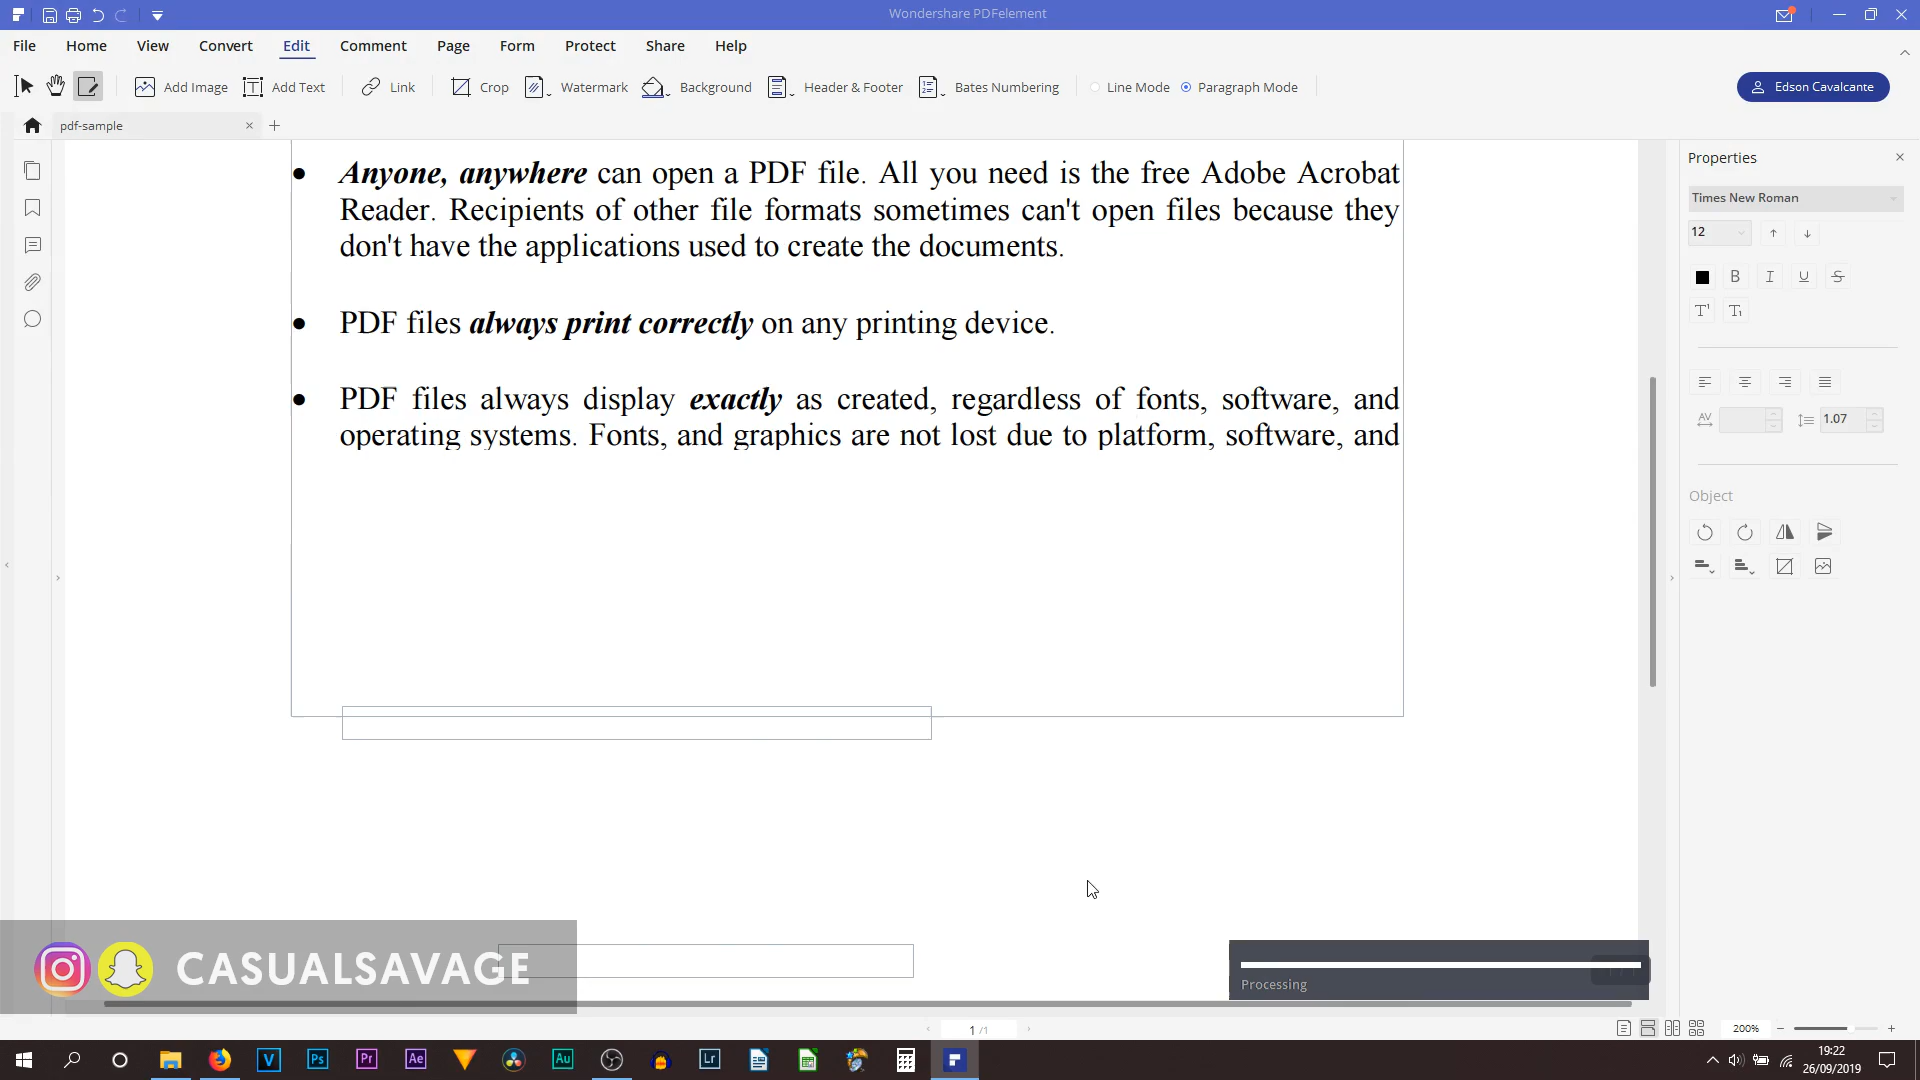 Wondershare PDFelement
File Home View Convert Edit Comment Page Form Protect Share Help
Add Image Add Text Link Crop Watermark Background Header & Footer Bates Numbering Line Mode Paragraph Mode Edson Cavalcante
pdf-sample
Properties
Times New Roman
12
B I U S
1.07
Object
• Anyone, anywhere can open a PDF file. All you need is the free Adobe Acrobat
Reader. Recipients of other file formats sometimes can't open files because they
don't have the applications used to create the documents.
• PDF files always print correctly on any printing device.
• PDF files always display exactly as created, regardless of fonts, software, and
operating systems. Fonts, and graphics are not lost due to platform, software, and
CASUALSAVAGE
Processing
1 /1
200%
V Ps Pr Ae Au Lr
19:22
26/09/2019